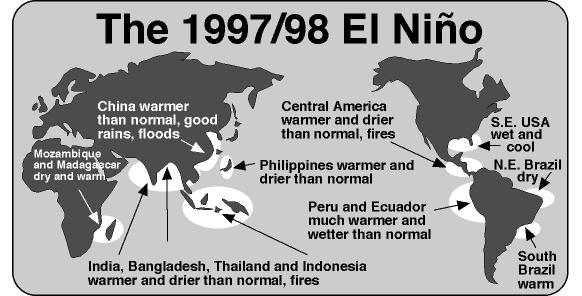 The 1997/98 El Niño
China warmer
than normal, good
rains, floods
Central America
warmer and drier
than normal, fires
S.E. USA
wet and
cool
Mozambique
and Madagascar
dry and warm
Philippines warmer and
drier than normal
N.E. Brazil
dry
Peru and Ecuador
much warmer and
wetter than normal
India, Bangladesh, Thailand and Indonesia
warmer and drier than normal, fires
South
Brazil
warm